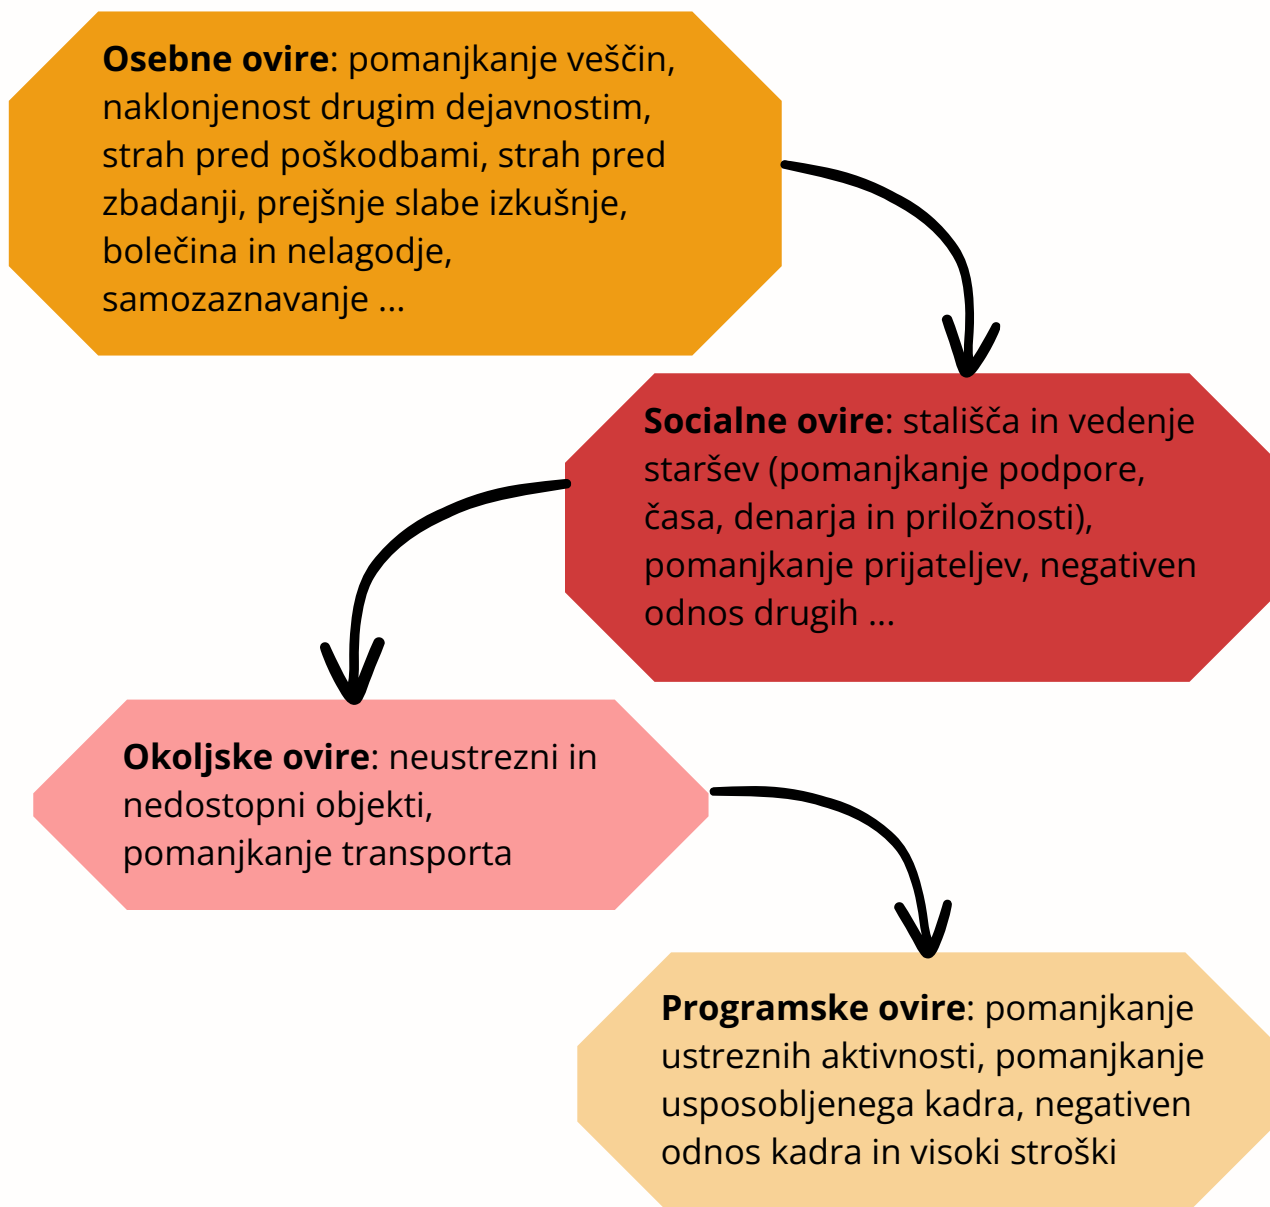 Osebne ovire: pomanjkanje veščin,
naklonjenost drugim dejavnostim,
strah pred poškodbami, strah pred
zbadanji, prejšnje slabe izkušnje,
bolečina in nelagodje,
samozaznavanje ...
Socialne ovire: stališča in vedenje
staršev (pomanjkanje podpore,
časa, denarja in priložnosti),
pomanjkanje prijateljev, negativen
odnos drugih ...
Okoljske ovire: neustrezni in
nedostopni objekti,
pomanjkanje transporta
Programske ovire: pomanjkanje
ustreznih aktivnosti, pomanjkanje
usposobljenega kadra, negativen
odnos kadra in visoki stroški